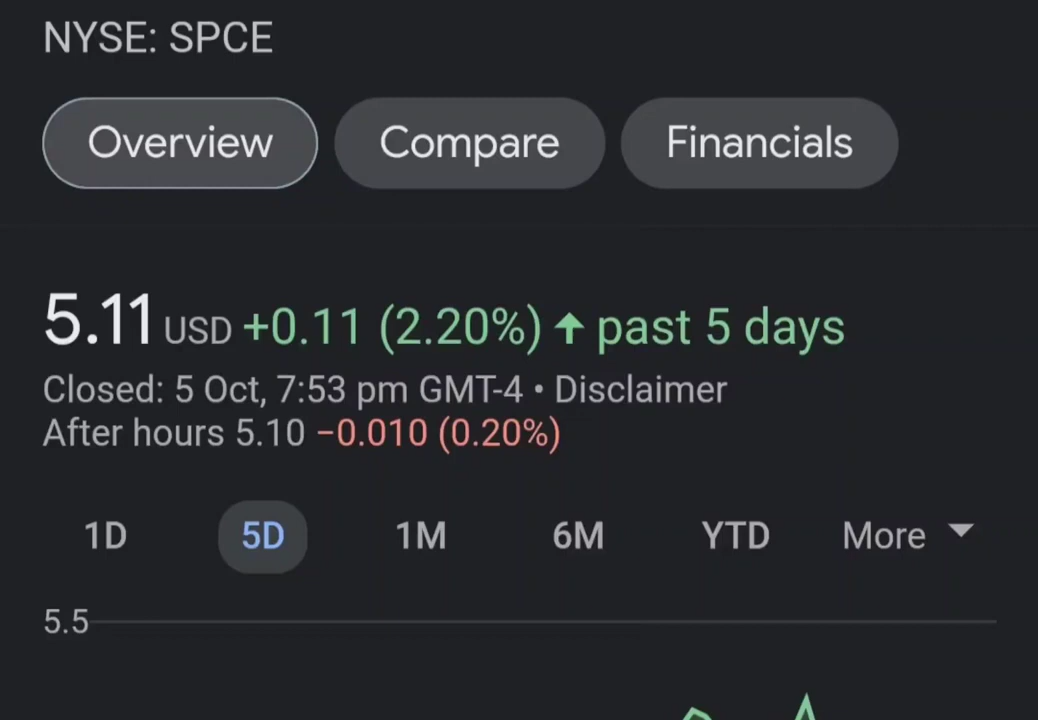 NYSE: SPCE
Overview Compare Financials
5.11 USD +0.11 (2.20%) ↑ past 5 days
Closed: 5 Oct, 7:53 pm GMT-4 • Disclaimer
After hours 5.10 −0.010 (0.20%)
1D 5D 1M 6M YTD More
5.5